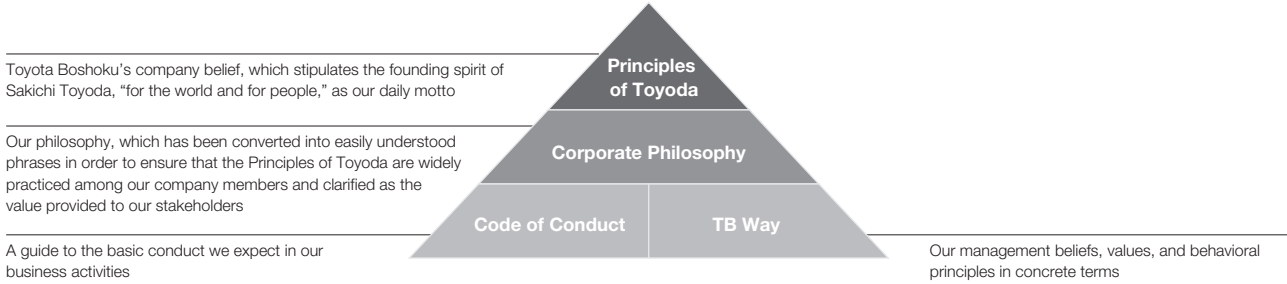 Principles
of Toyoda
Toyota Boshoku's company belief, which stipulates the founding spirit of
Sakichi Toyoda, “for the world and for people,” as our daily motto
Corporate Philosophy
Our philosophy, which has been converted into easily understood
phrases in order to ensure that the Principles of Toyoda are widely
practiced among our company members and clarified as the
value provided to our stakeholders
Code of Conduct
TB Way
A guide to the basic conduct we expect in our
business activities
Our management beliefs, values, and behavioral
principles in concrete terms